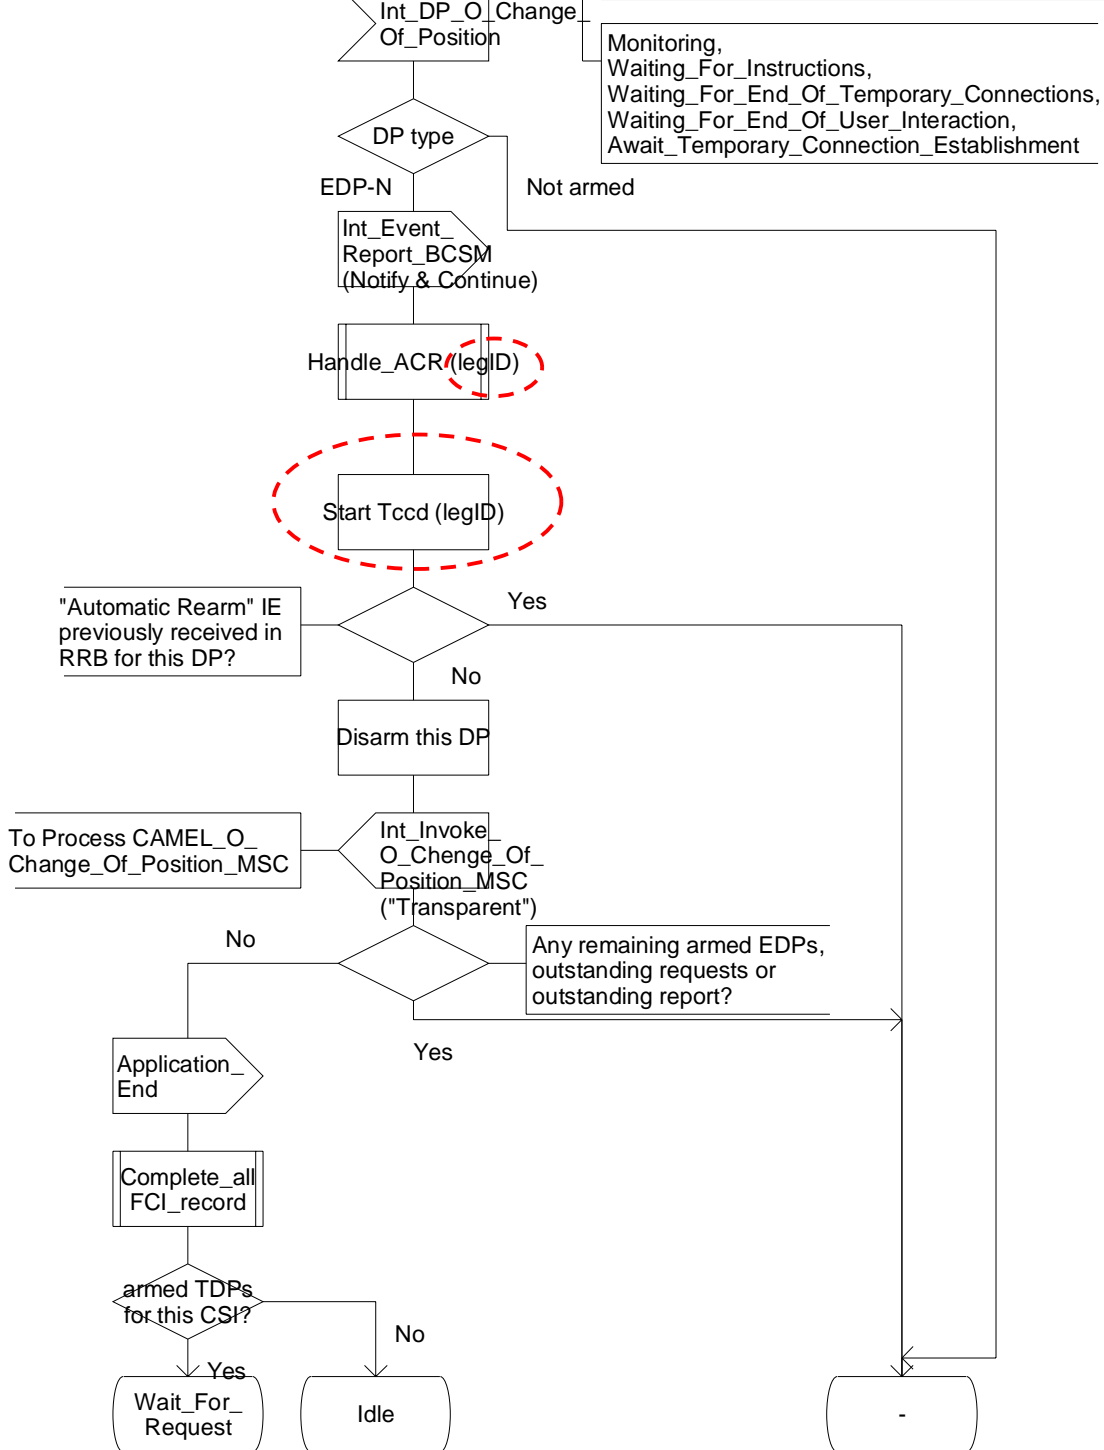 Int_DP_O_Change_
Of_Position
Monitoring,
Waiting_For_Instructions,
Waiting_For_End_Of_Temporary_Connections,
Waiting_For_End_Of_User_Interaction,
Await_Temporary_Connection_Establishment
DP type
EDP-N
Not armed
Int_Event_
Report_BCSM
(Notify & Continue)
Handle_ACR (legID)
Start Tccd (legID)
"Automatic Rearm" IE
previously received in
RRB for this DP?
Yes
No
Disarm this DP
To Process CAMEL_O_
Change_Of_Position_MSC
Int_Invoke_
O_Chenge_Of_
Position_MSC
("Transparent")
No
Any remaining armed EDPs,
outstanding requests or
outstanding report?
Yes
Application_
End
Complete_all
FCI_record
armed TDPs
for this CSI?
No
Yes
Wait_For_
Request
Idle
-